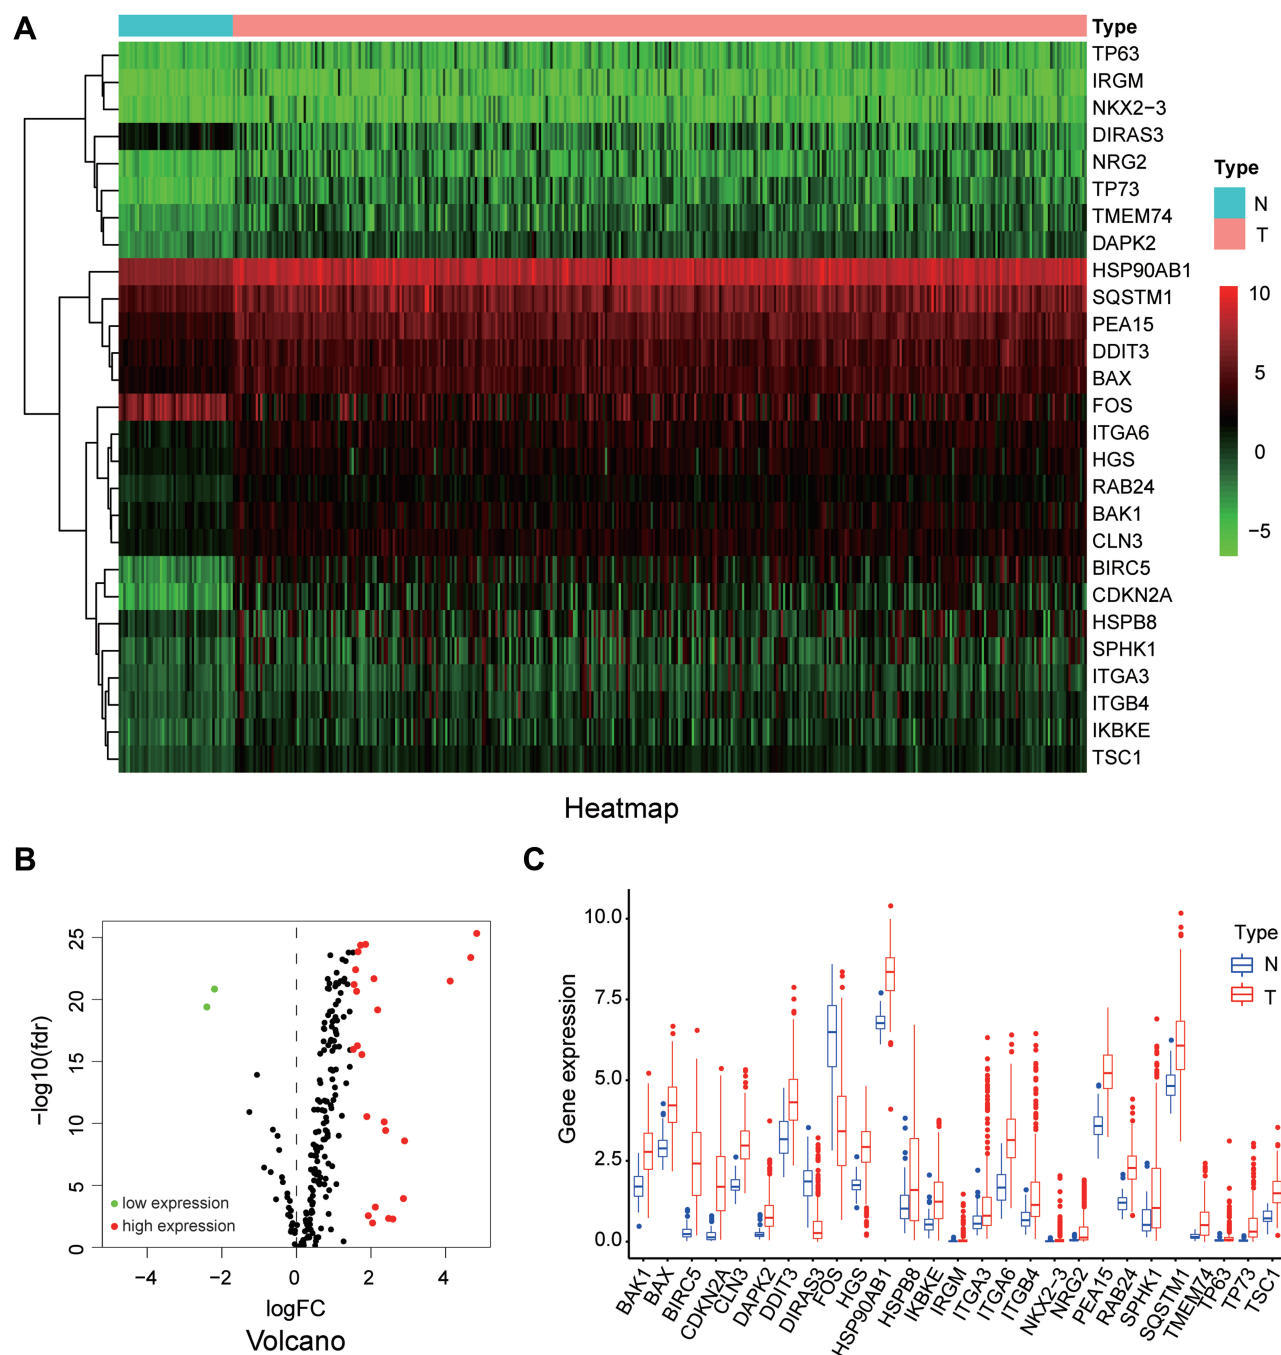 A
Type
TP63
IRGM
NKX2−3
DIRAS3
NRG2
TP73
TMEM74
DAPK2
HSP90AB1
SQSTM1
PEA15
DDIT3
BAX
FOS
ITGA6
HGS
RAB24
BAK1
CLN3
BIRC5
CDKN2A
HSPB8
SPHK1
ITGA3
ITGB4
IKBKE
TSC1
Type
N
T
10
5
0
−5
Heatmap
B
−log10(fdr)
25
20
15
10
5
0
low expression
high expression
−4
−2
0
2
4
logFC
Volcano
C
Gene expression
10.0
7.5
5.0
2.5
0.0
Type
N
T
BAK1
BAX
BIRC5
CDKN2A
CLN3
DAPK2
DDIT3
DIRAS3
FOS
HGS
HSP90AB1
HSPB8
IKBKE
IRGM
ITGA3
ITGA6
ITGB4
NKX2−3
NRG2
PEA15
RAB24
SPHK1
SQSTM1
TMEM74
TP63
TP73
TSC1